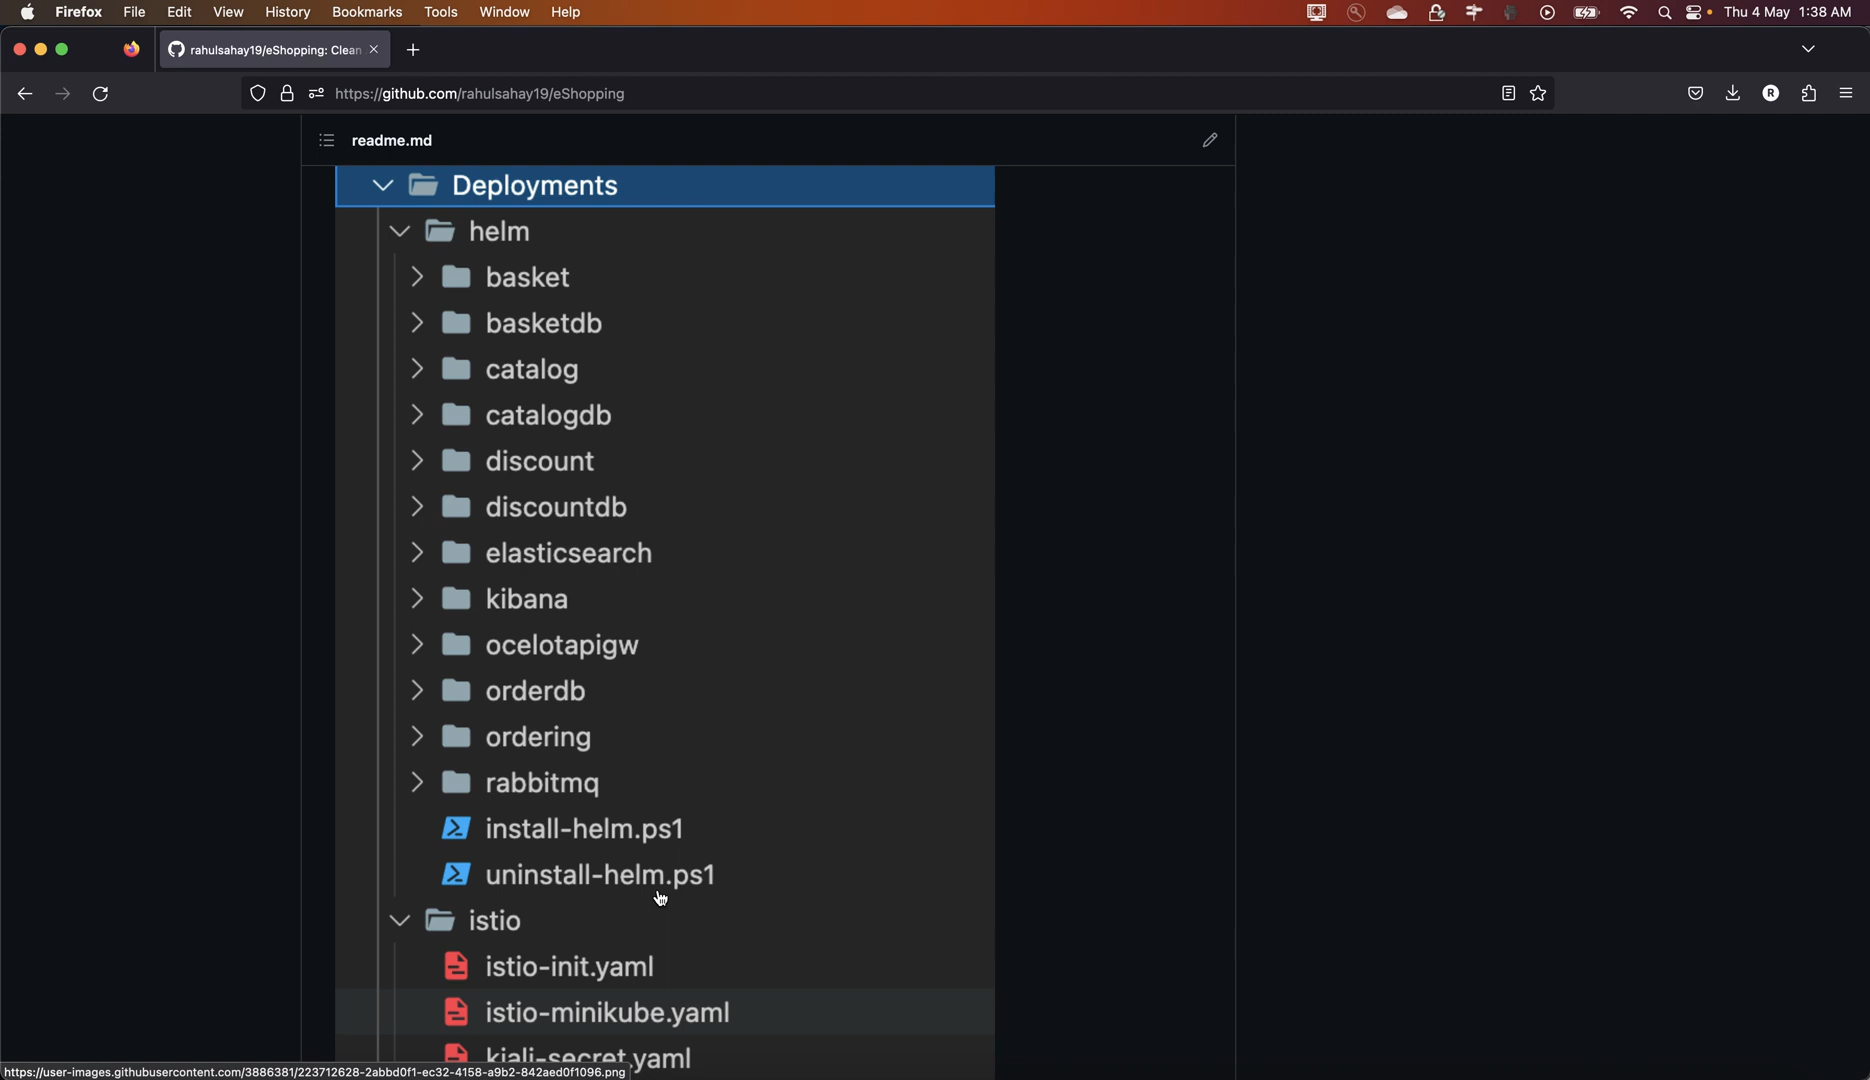 Firefox File Edit View History Bookmarks Tools Window Help Thu 4 May 1:38 AM
rahulsahay19/eShopping: Clean
https://github.com/rahulsahay19/eShopping R
readme.md
Deployments
helm
basket
basketdb
catalog
catalogdb
discount
discountdb
elasticsearch
kibana
ocelotapigw
orderdb
ordering
rabbitmq
install-helm.ps1
uninstall-helm.ps1
istio
istio-init.yaml
istio-minikube.yaml
kiali-secret.yaml
https://user-images.githubusercontent.com/3886381/223712628-2abbd0f1-ec32-4158-a9b2-842aed0f1096.png